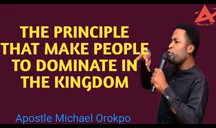 THE PRINCIPLE
THAT MAKE PEOPLE
TO DOMINATE IN
THE KINGDOM
Apostle Michael Orokpo